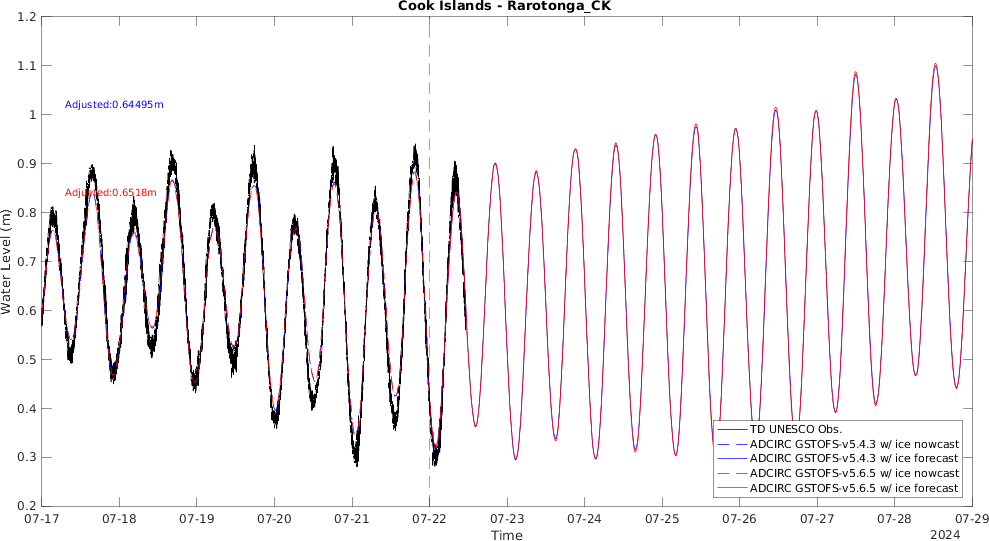 Cook Islands - Rarotonga_CK
1.2
1.1
1
0.9
0.8
0.7
0.6
0.5
0.4
0.3
0.2
Water Level (m)
Adjusted:0.64495m
Adjusted:0.6518m
TD UNESCO Obs.
ADCIRC GSTOFS-v5.4.3 w/ ice nowcast
ADCIRC GSTOFS-v5.4.3 w/ ice forecast
ADCIRC GSTOFS-v5.6.5 w/ ice nowcast
ADCIRC GSTOFS-v5.6.5 w/ ice forecast
07-17 07-18 07-19 07-20 07-21 07-22 07-23 07-24 07-25 07-26 07-27 07-28 07-29
Time
2024